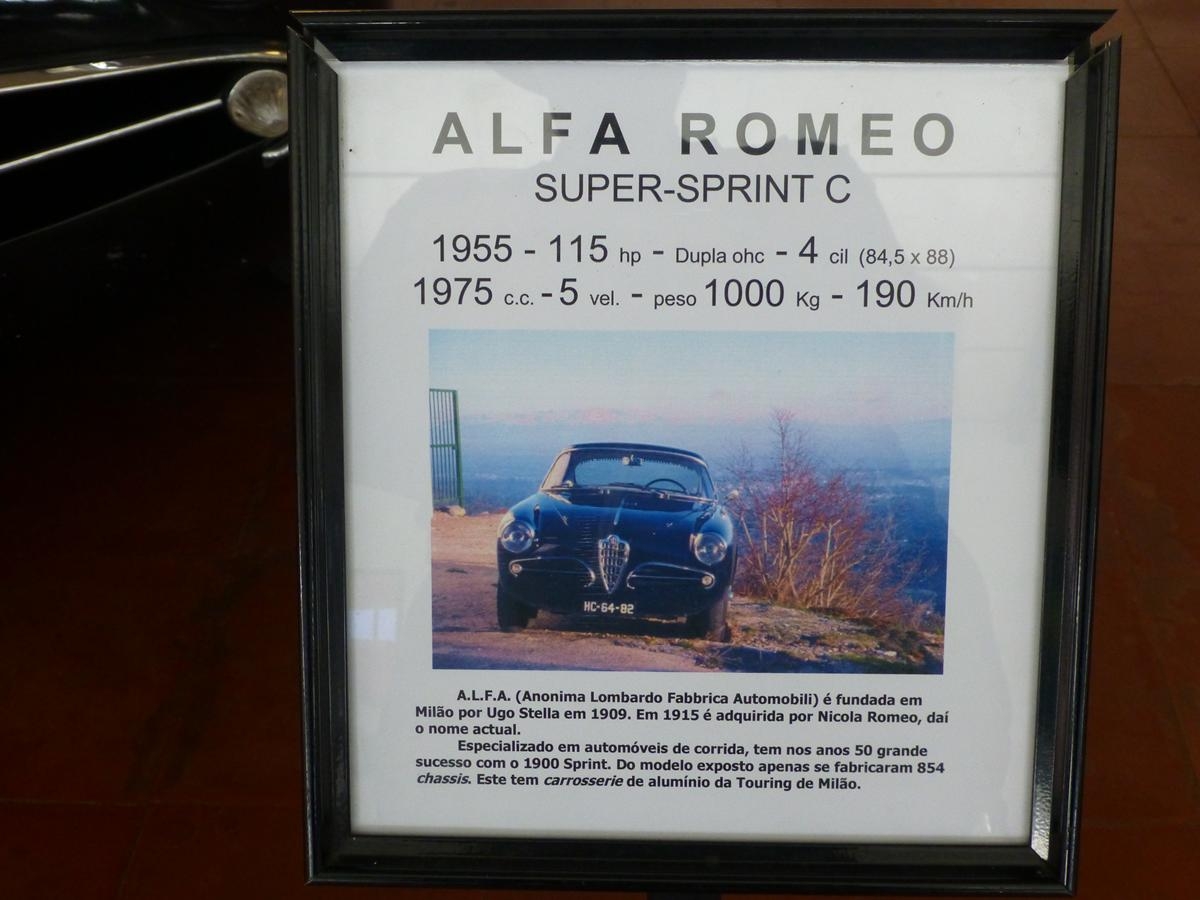 ALFA ROMEO
SUPER-SPRINT C
1955 - 115 hp - Dupla ohc - 4 cil (84,5 x 88)
1975 c.c. - 5 vel. - peso 1000 Kg - 190 Km/h
HC-64-82
A.L.F.A. (Anonima Lombardo Fabbrica Automobili) é fundada em
Milão por Ugo Stella em 1909. Em 1915 é adquirida por Nicola Romeo, daí
o nome actual.
Especializado em automóveis de corrida, tem nos anos 50 grande
sucesso com o 1900 Sprint. Do modelo exposto apenas se fabricaram 854
chassis. Este tem carrosserie de alumínio da Touring de Milão.